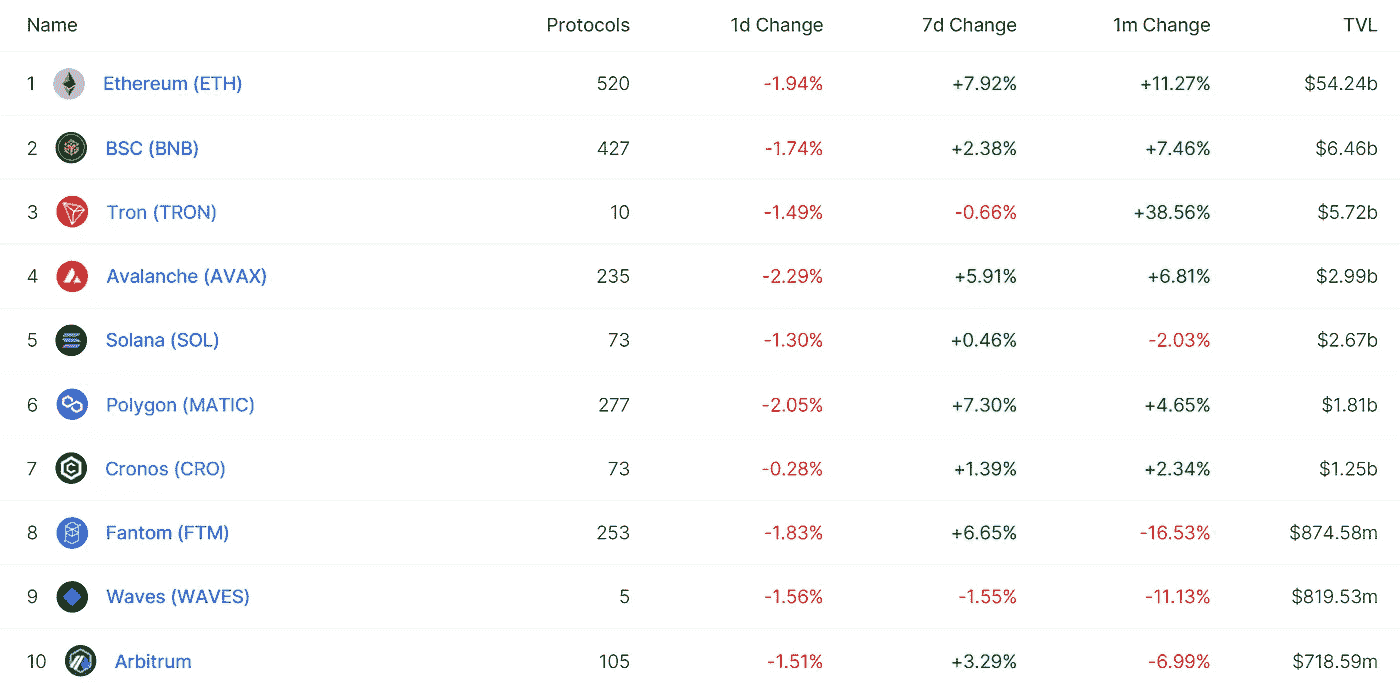 Name Protocols 1d Change 7d Change 1m Change TVL
1 Ethereum (ETH) 520 -1.94% +7.92% +11.27% $54.24b
2 BSC (BNB) 427 -1.74% +2.38% +7.46% $6.46b
3 Tron (TRON) 10 -1.49% -0.66% +38.56% $5.72b
4 Avalanche (AVAX) 235 -2.29% +5.91% +6.81% $2.99b
5 Solana (SOL) 73 -1.30% +0.46% -2.03% $2.67b
6 Polygon (MATIC) 277 -2.05% +7.30% +4.65% $1.81b
7 Cronos (CRO) 73 -0.28% +1.39% +2.34% $1.25b
8 Fantom (FTM) 253 -1.83% +6.65% -16.53% $874.58m
9 Waves (WAVES) 5 -1.56% -1.55% -11.13% $819.53m
10 Arbitrum 105 -1.51% +3.29% -6.99% $718.59m